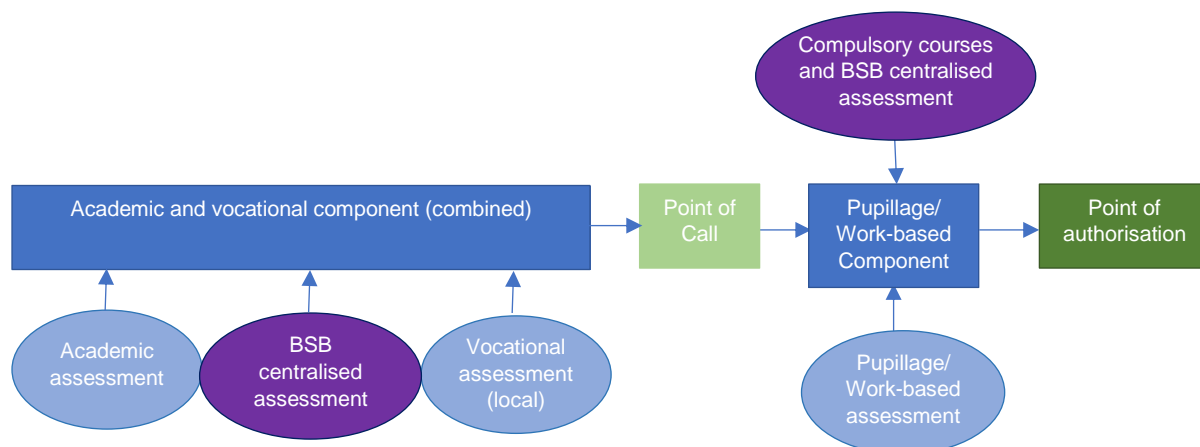 Compulsory courses
and BSB centralised
assessment
Academic and vocational component (combined)
Point of
Call
Pupillage/
Work-based
Component
Point of
authorisation
Academic
assessment
BSB
centralised
assessment
Vocational
assessment
(local)
Pupillage/
Work-based
assessment